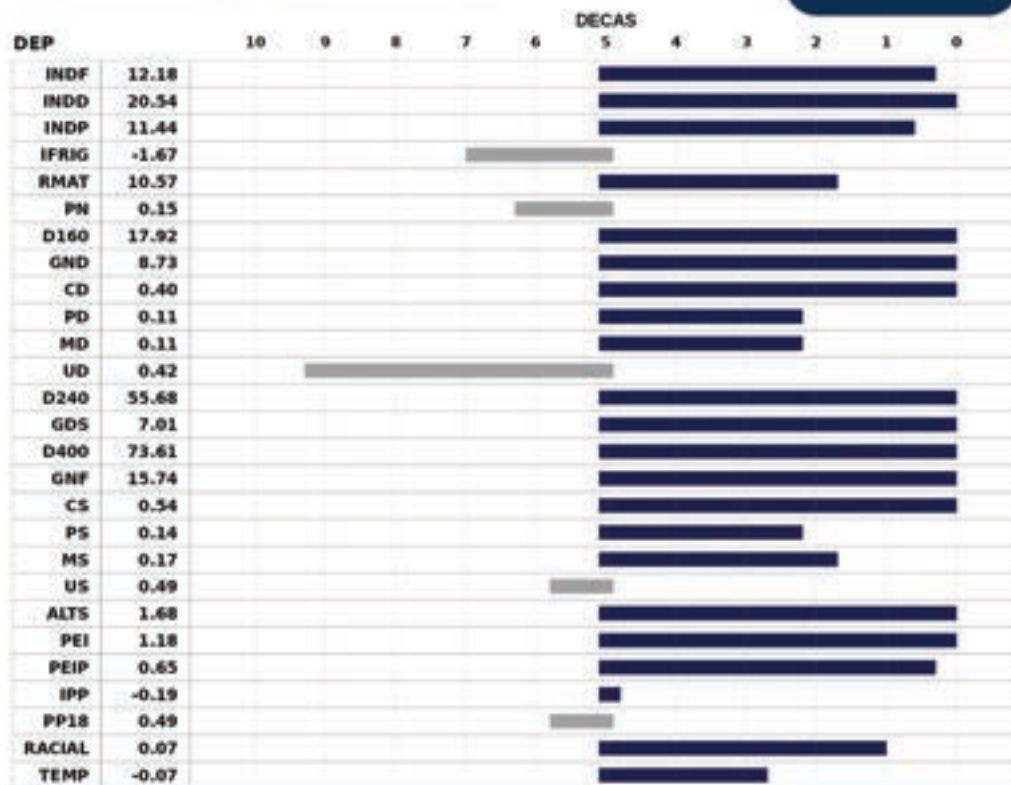 DECAS
DEP 10 9 8 7 6 5 4 3 2 1 0
INDF 12.18
INDD 20.54
INDP 11.44
IFRIG -1.67
RMAT 10.57
PN 0.15
D160 17.92
GND 8.73
CD 0.40
PD 0.11
MD 0.11
UD 0.42
D240 55.68
GDS 7.01
D400 73.61
GNF 15.74
CS 0.54
PS 0.14
MS 0.17
US 0.49
ALTS 1.68
PEI 1.18
PEIP 0.65
IPP -0.19
PP18 0.49
RACIAL 0.07
TEMP -0.07